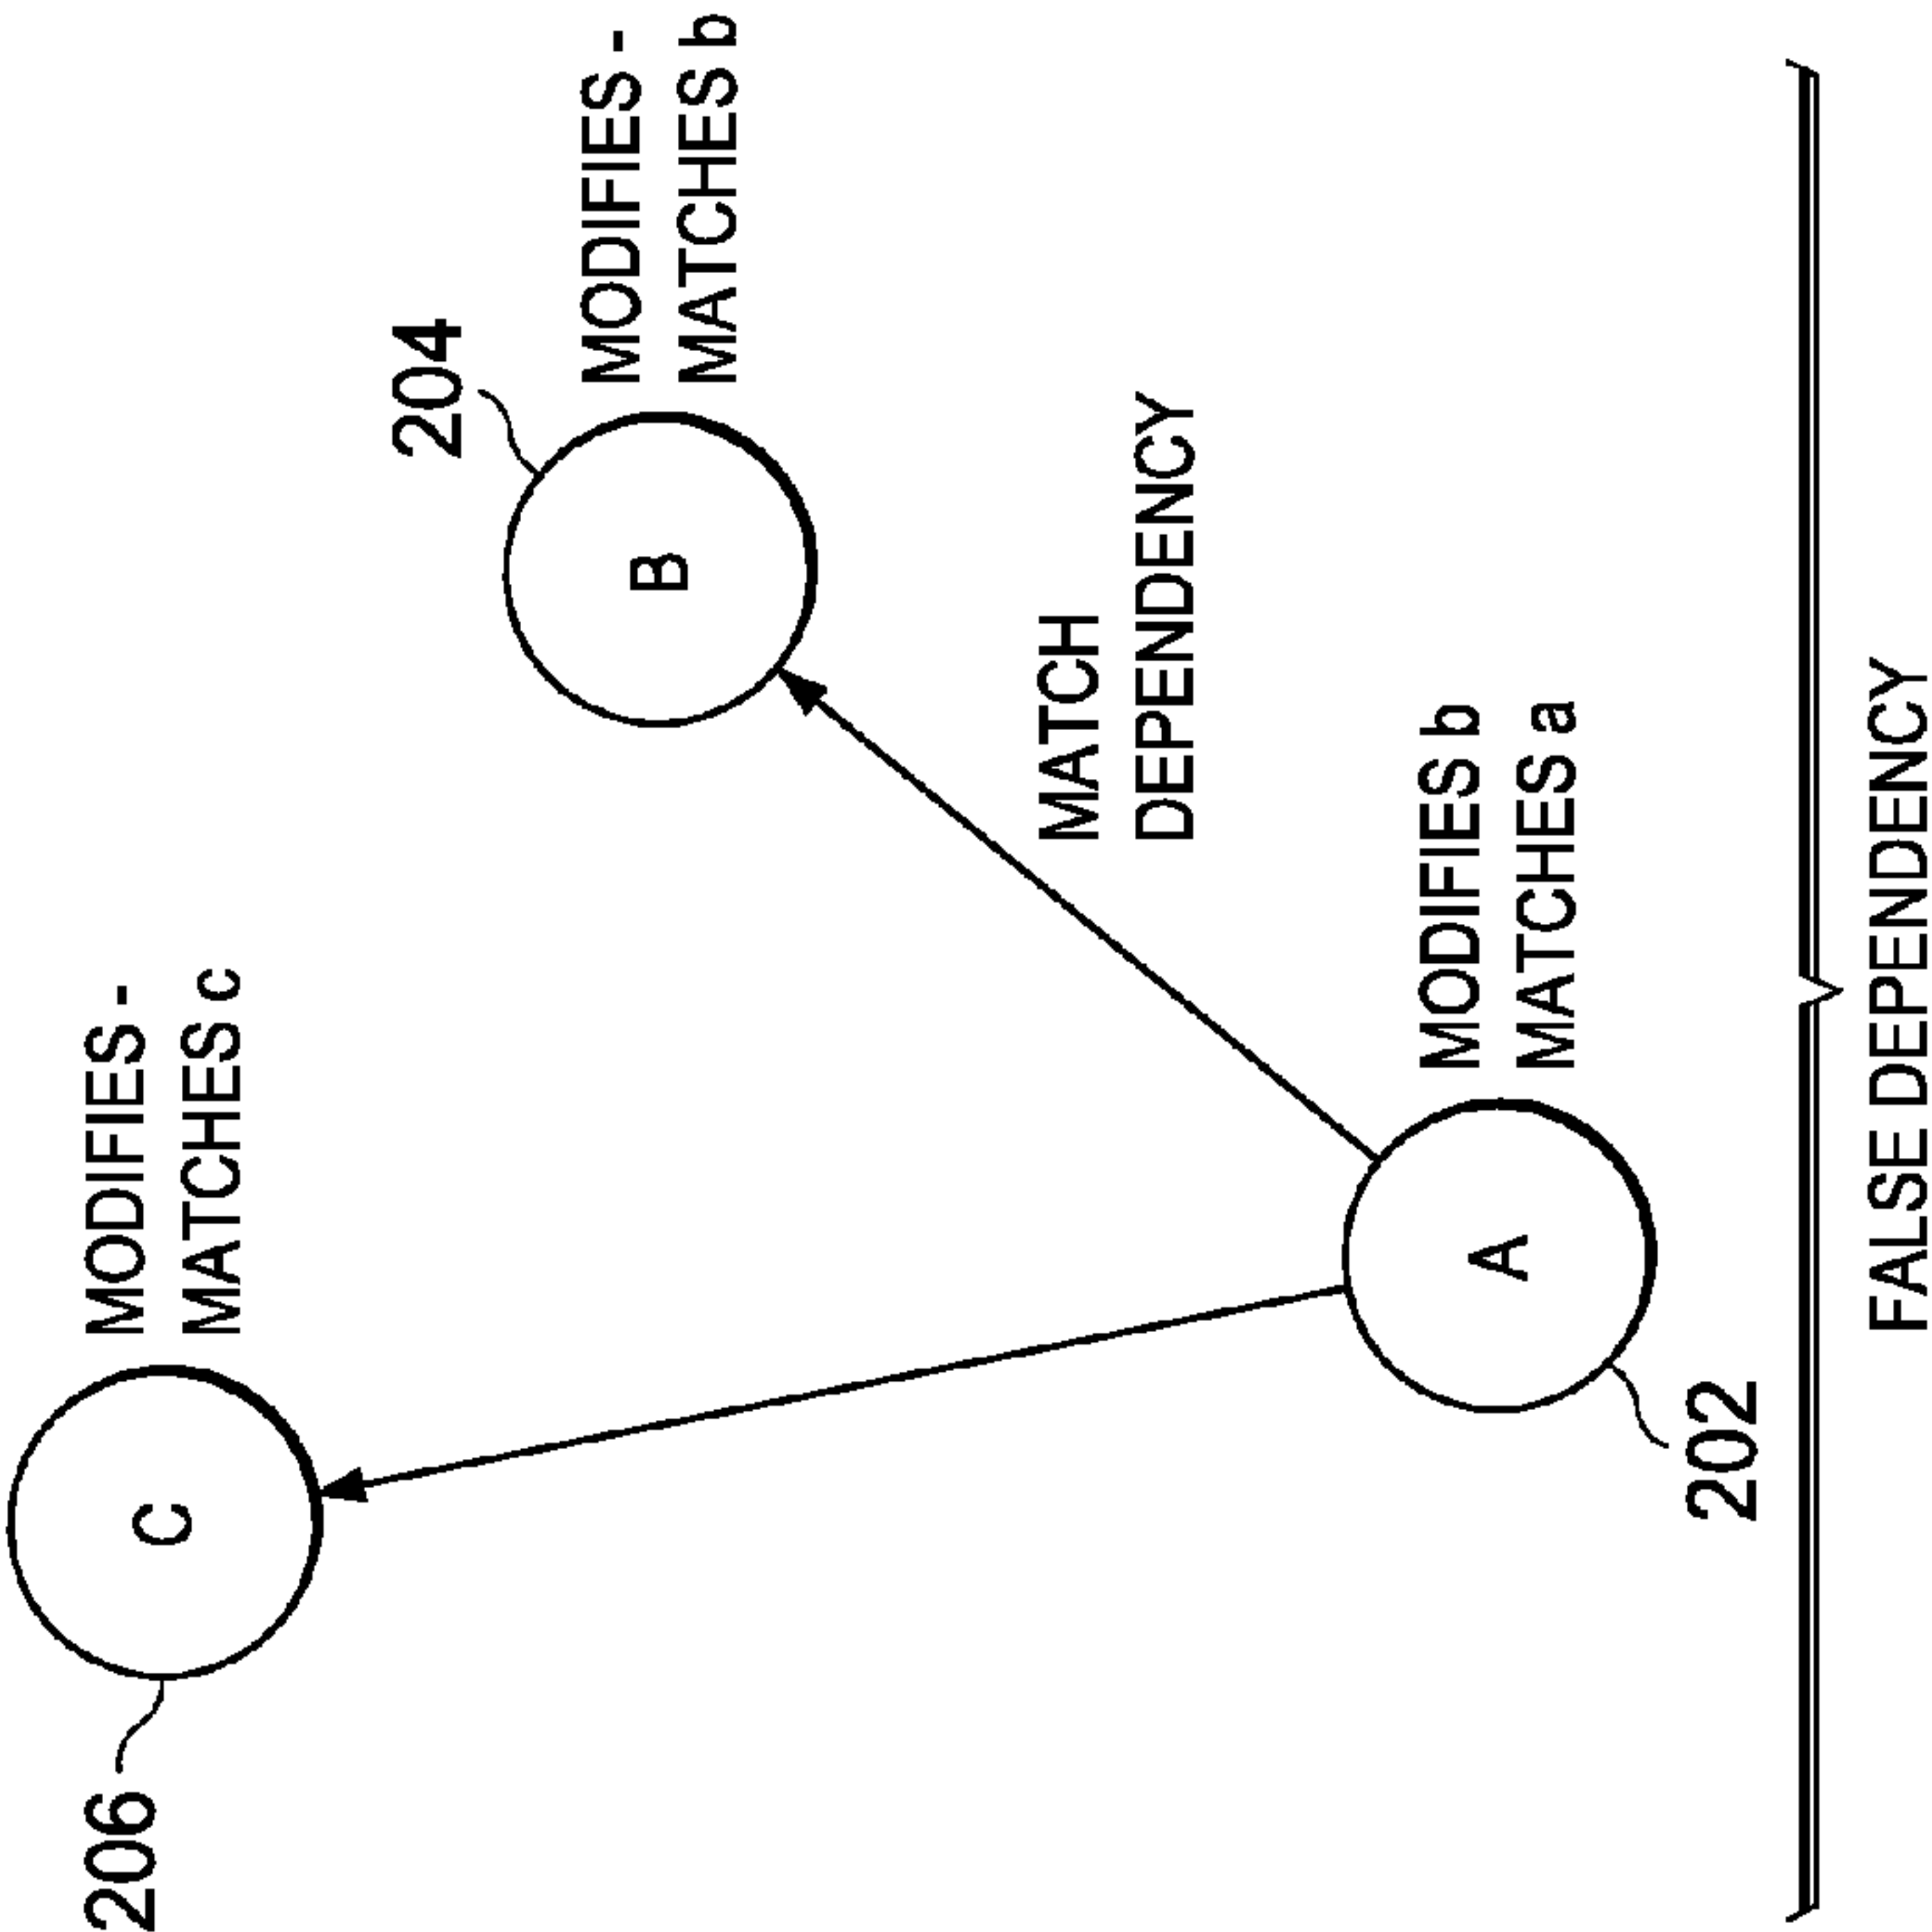 206
C
MODIFIES -
MATCHES c
204
B
MODIFIES -
MATCHES b
MATCH
DEPENDENCY
202
A
MODIFIES b
MATCHES a
FALSE DEPENDENCY